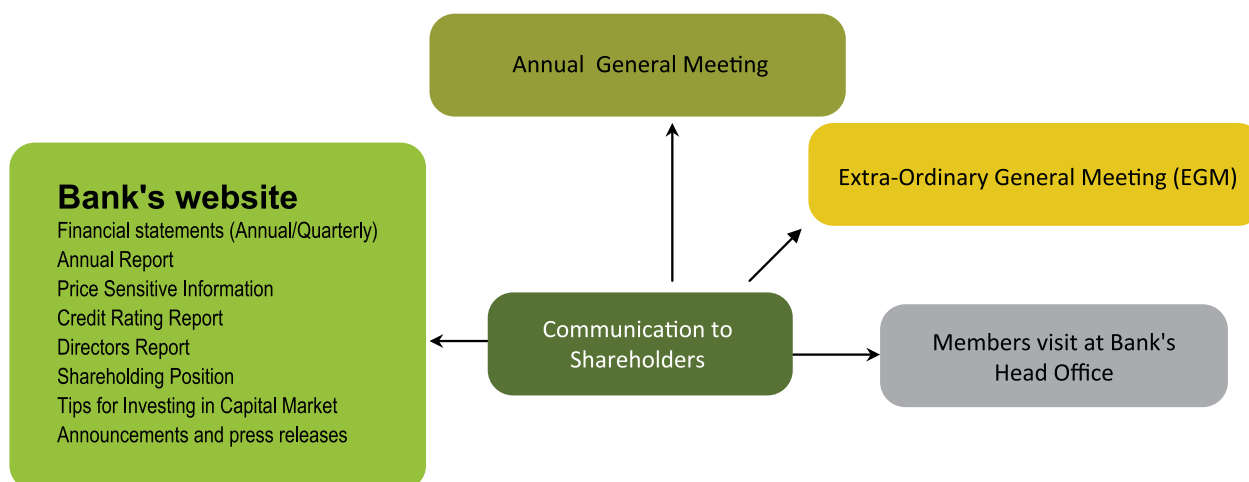 Annual General Meeting
Extra-Ordinary General Meeting (EGM)
Bank's website
Financial statements (Annual/Quarterly)
Annual Report
Price Sensitive Information
Credit Rating Report
Directors Report
Shareholding Position
Tips for Investing in Capital Market
Announcements and press releases
Communication to
Shareholders
Members visit at Bank's
Head Office